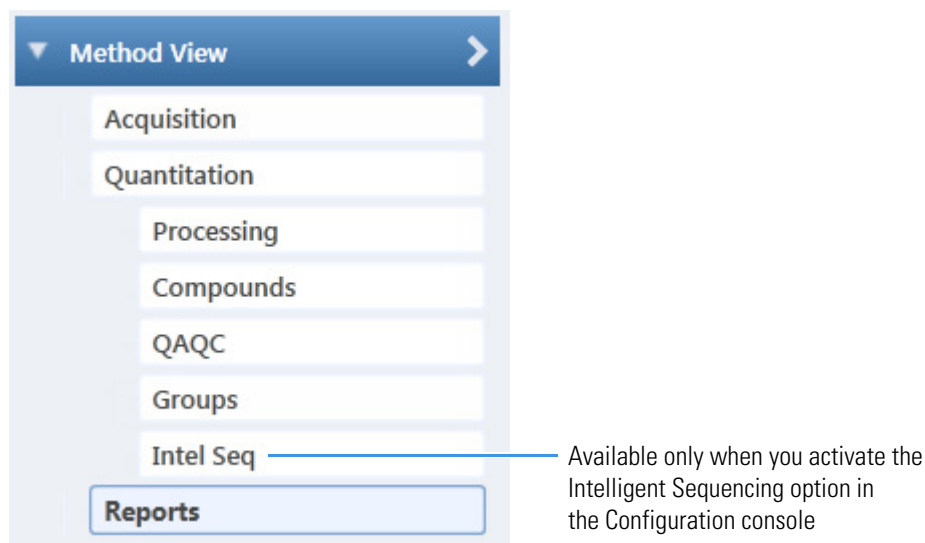 Method View
Acquisition
Quantitation
Processing
Compounds
QAQC
Groups
Intel Seq
Available only when you activate the
Intelligent Sequencing option in
the Configuration console
Reports